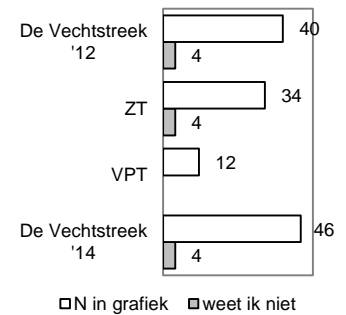 De Vechtstreek '12
40
4
ZT
34
4
VPT
12
De Vechtstreek '14
46
4
N in grafiek weet ik niet